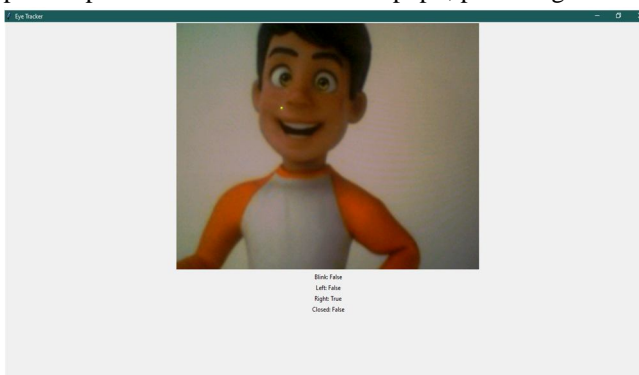 Eye Tracker
Blink: False
Left: False
Right: True
Closed: False